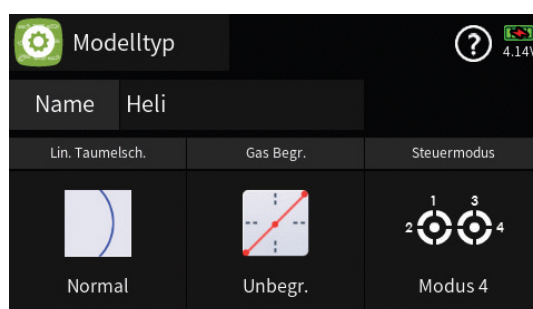 Modelltyp
4.14V
Name Heli
Lin. Taumelsch. Gas Begr. Steuermodus
1 3
2 4
Normal Unbegr. Modus 4